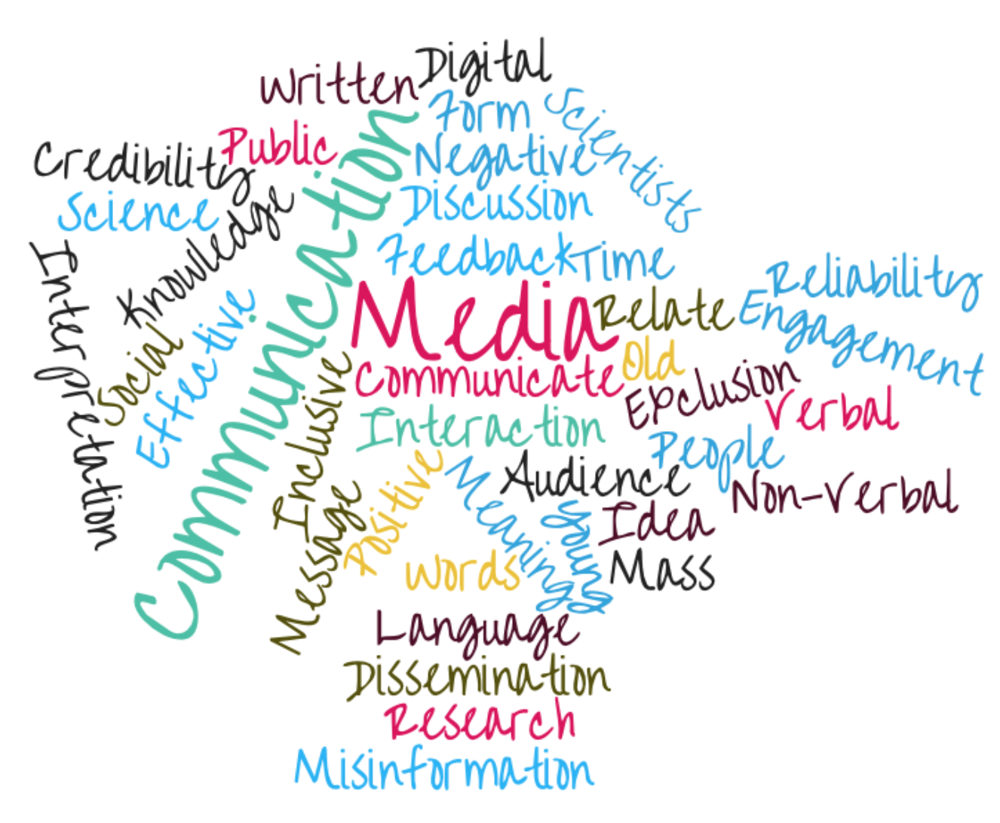 Digital
Written
Form
Scientists
Public
Negative
Credibility
Communication
Discussion
Science
Knowledge
Feedback
Time
Interpretation
Reliability
Media
Relate
Engagement
Social
Effective
Old
Communicate
Exclusion
Inclusive
Verbal
Interaction
People
Positive
Meaning
Audience
Non-Verbal
Message
Young
Idea
Words
Mass
Language
Dissemination
Research
Misinformation